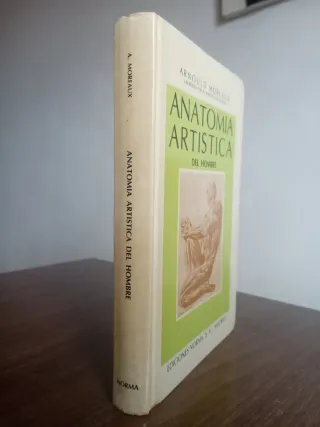 A. MOREAUX
ANATOMIA ARTISTICA DEL HOMBRE
NORMA
ARNOULD MOREAUX
ANATOMIA
ARTISTICA
DEL HOMBRE
EDICIONES NORMA, S. A. - MADRID